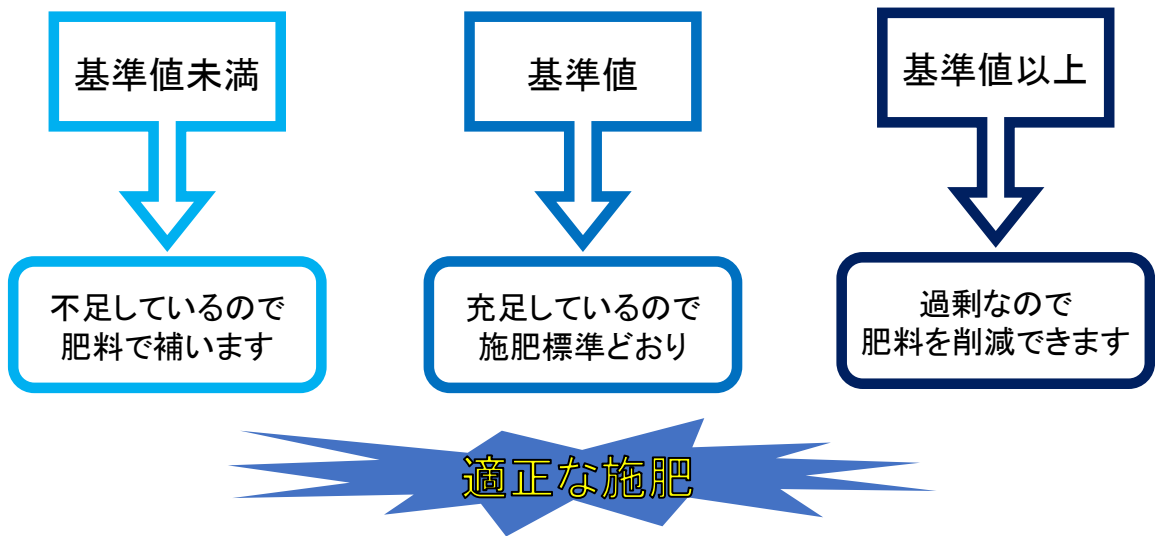 基準値未満
基準値
基準値以上
不足しているので
肥料で補います
充足しているので
施肥標準どおり
過剰なので
肥料を削減できます
適正な施肥